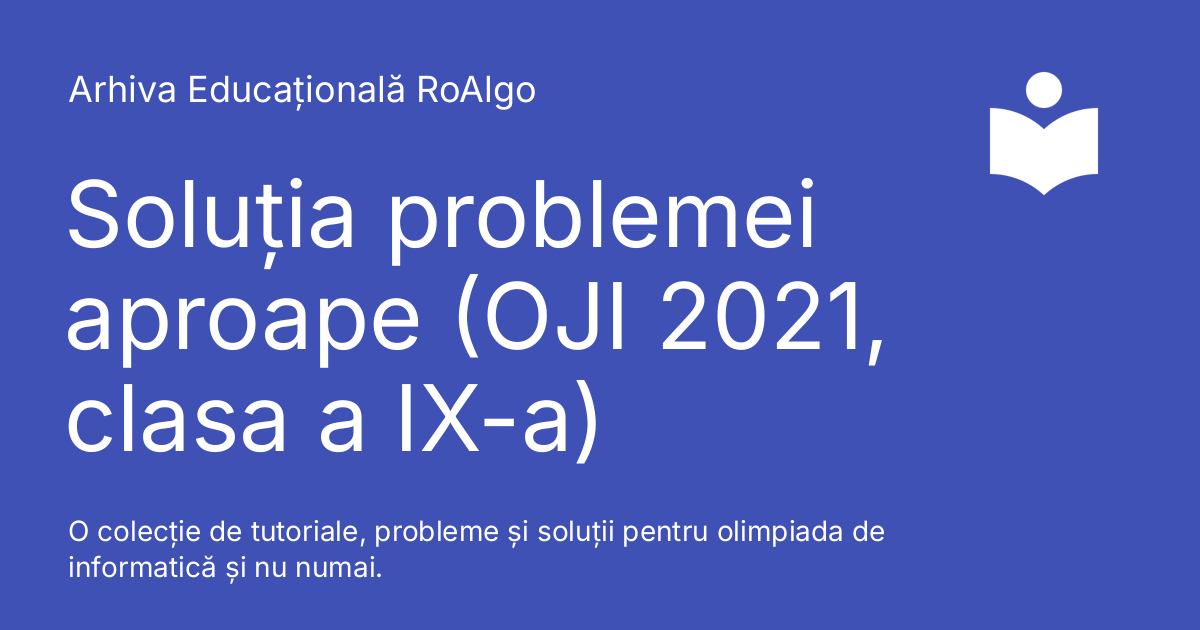 Arhiva Educațională RoAlgo
Soluția problemei
aproape (OJI 2021,
clasa a IX-a)
O colecție de tutoriale, probleme și soluții pentru olimpiada de
informatică și nu numai.